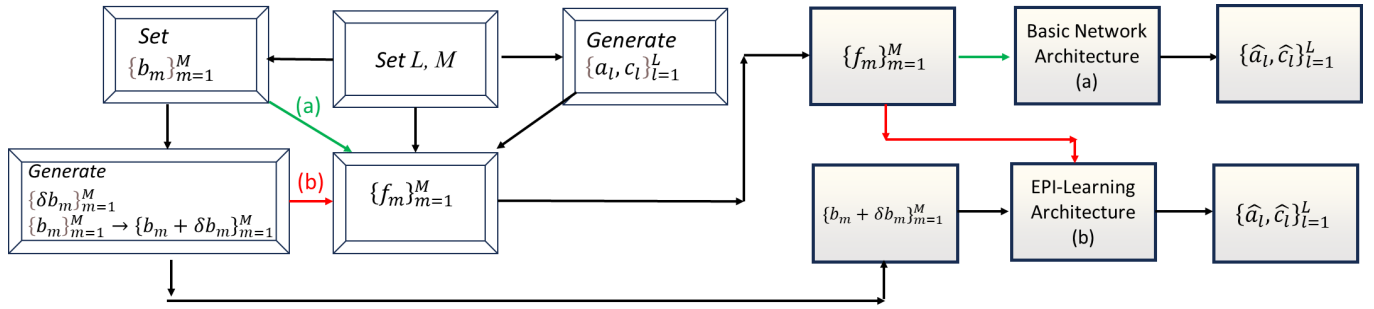 Set
{b_m}_{m=1}^M
Set L, M
Generate
{a_l, c_l}_{l=1}^L
(a)
Generate
{δb_m}_{m=1}^M
{b_m}_{m=1}^M → {b_m + δb_m}_{m=1}^M
(b)
{f_m}_{m=1}^M
{f_m}_{m=1}^M
Basic Network
Architecture
(a)
{â_l, ĉ_l}_{l=1}^L
{b_m + δb_m}_{m=1}^M
EPI-Learning
Architecture
(b)
{â_l, ĉ_l}_{l=1}^L